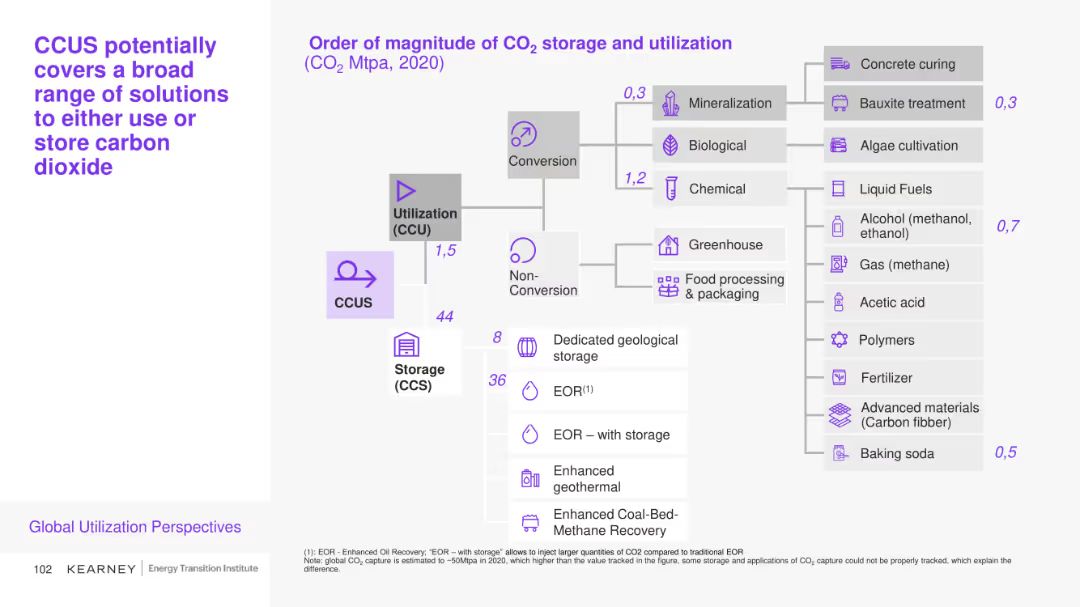 CCUS potentially
covers a broad
range of solutions
to either use or
store carbon
dioxide
Order of magnitude of CO₂ storage and utilization
(CO₂ Mtpa, 2020)
CCUS
Utilization
(CCU)
1,5
44
Storage
(CCS)
Conversion
Non-
Conversion
0,3
Mineralization
Biological
1,2
Chemical
Greenhouse
Food processing
& packaging
Concrete curing
Bauxite treatment
0,3
Algae cultivation
Liquid Fuels
Alcohol (methanol,
ethanol)
0,7
Gas (methane)
Acetic acid
Polymers
Fertilizer
Advanced materials
(Carbon fibber)
Baking soda
0,5
8
Dedicated geological
storage
36
EOR(1)
EOR – with storage
Enhanced
geothermal
Enhanced Coal-Bed-
Methane Recovery
Global Utilization Perspectives
(1): EOR - Enhanced Oil Recovery; “EOR – with storage” allows to inject larger quantities of CO2 compared to traditional EOR
Note: global CO₂ capture is estimated to ~50Mtpa in 2020, which higher than the value tracked in the figure, some storage and applications of CO₂ capture could not be properly tracked, which explain the
difference.
102 KEARNEY Energy Transition Institute